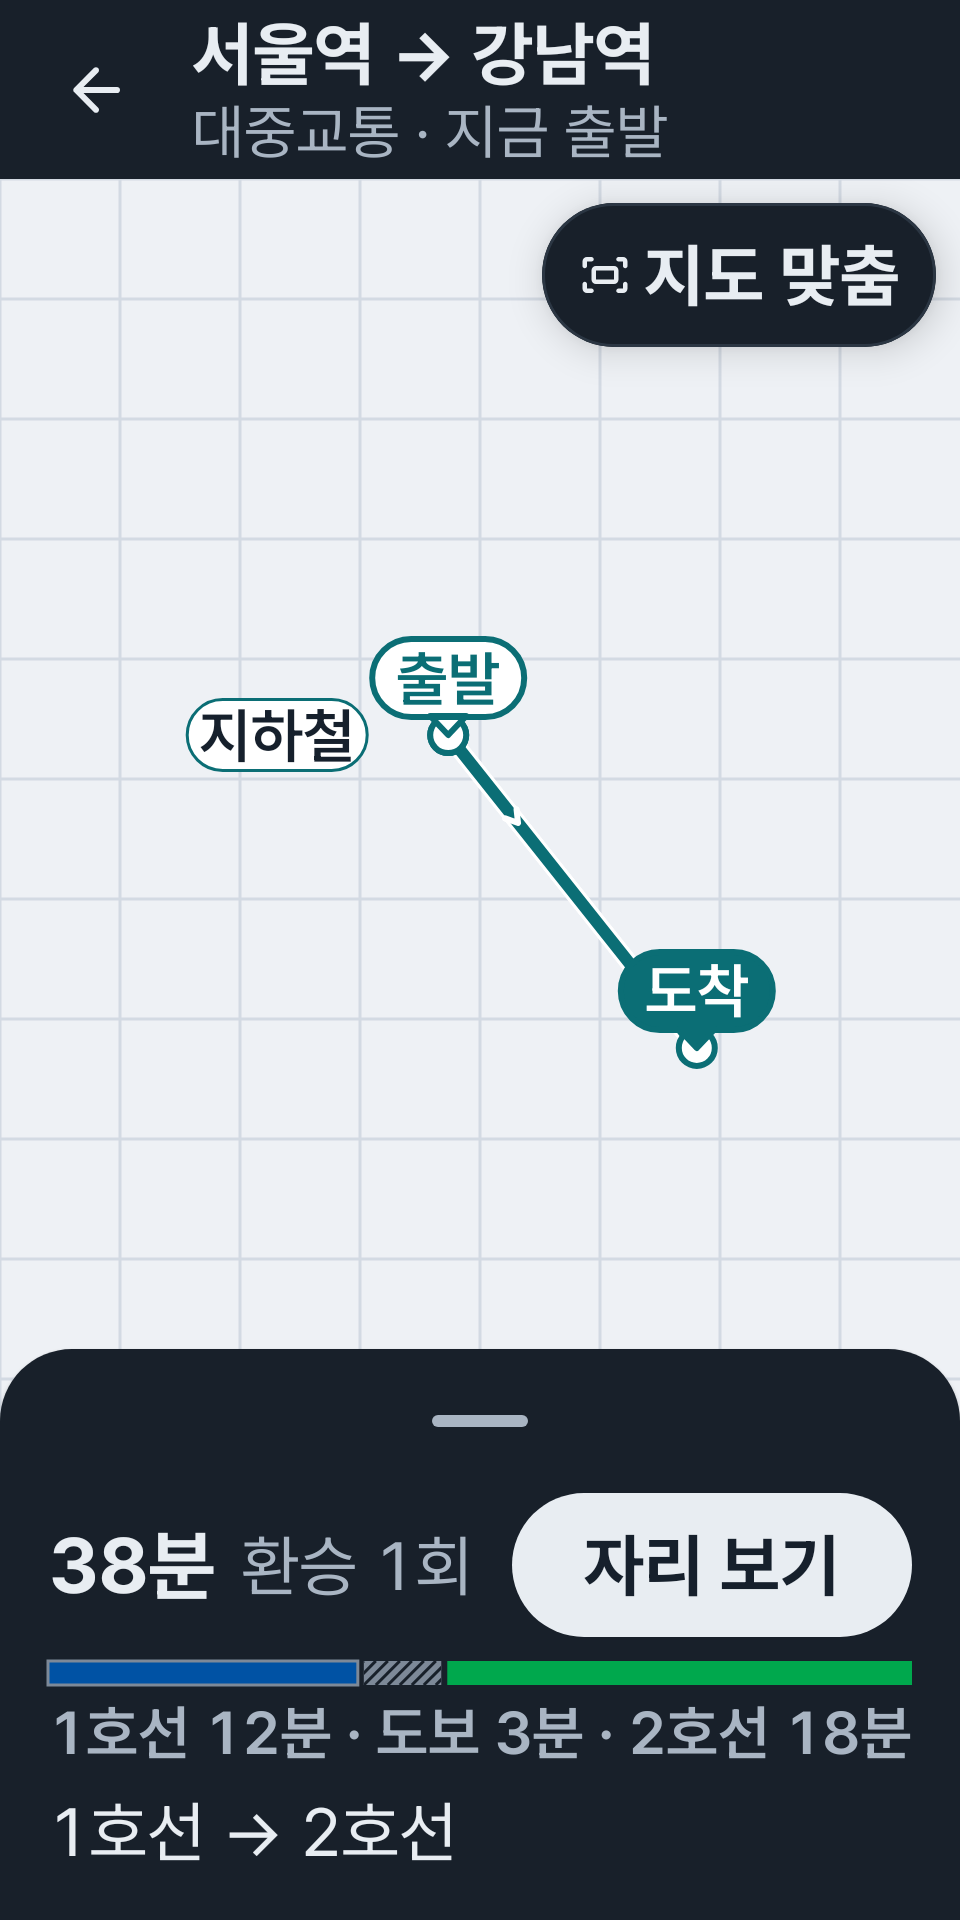 서울역 → 강남역
대중교통 · 지금 출발
지도 맞춤
출발
지하철
도착
38분 환승 1회
자리 보기
1호선 12분 · 도보 3분 · 2호선 18분
1호선 → 2호선